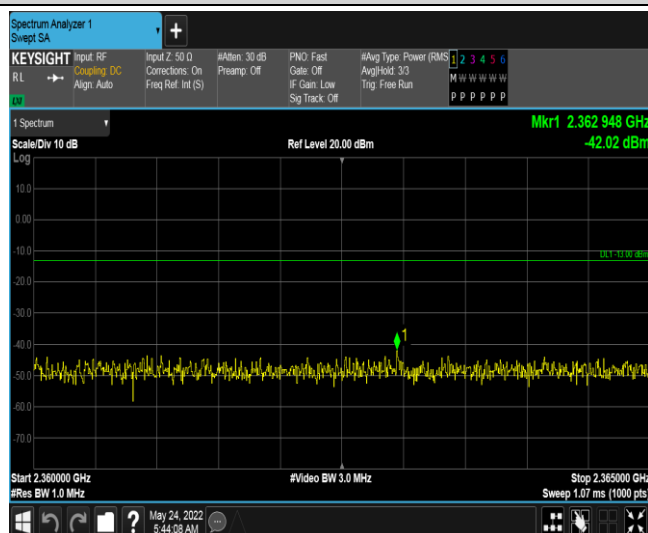 Spectrum Analyzer 1
Swept SA
+
KEYSIGHT
RL
Input: RF
Coupling: DC
Align: Auto
Input Z: 50 Ω
Corrections: On
Freq Ref: Int (S)
#Atten: 30 dB
Preamp: Off
PNO: Fast
Gate: Off
IF Gain: Low
Sig Track: Off
#Avg Type: Power (RMS
Avg|Hold: 3/3
Trig: Free Run
1 2 3 4 5 6
M W W W W W
P P P P P P
1 Spectrum
Scale/Div 10 dB
Ref Level 20.00 dBm
Mkr1 2.362 948 GHz
-42.02 dBm
Log
10.0
0.00
-10.0
DL1 -13.00 dBm
-20.0
-30.0
-40.0
1
-50.0
-60.0
-70.0
Start 2.360000 GHz
#Video BW 3.0 MHz
Stop 2.365000 GHz
#Res BW 1.0 MHz
Sweep 1.07 ms (1000 pts)
?
May 24, 2022
5:44:08 AM